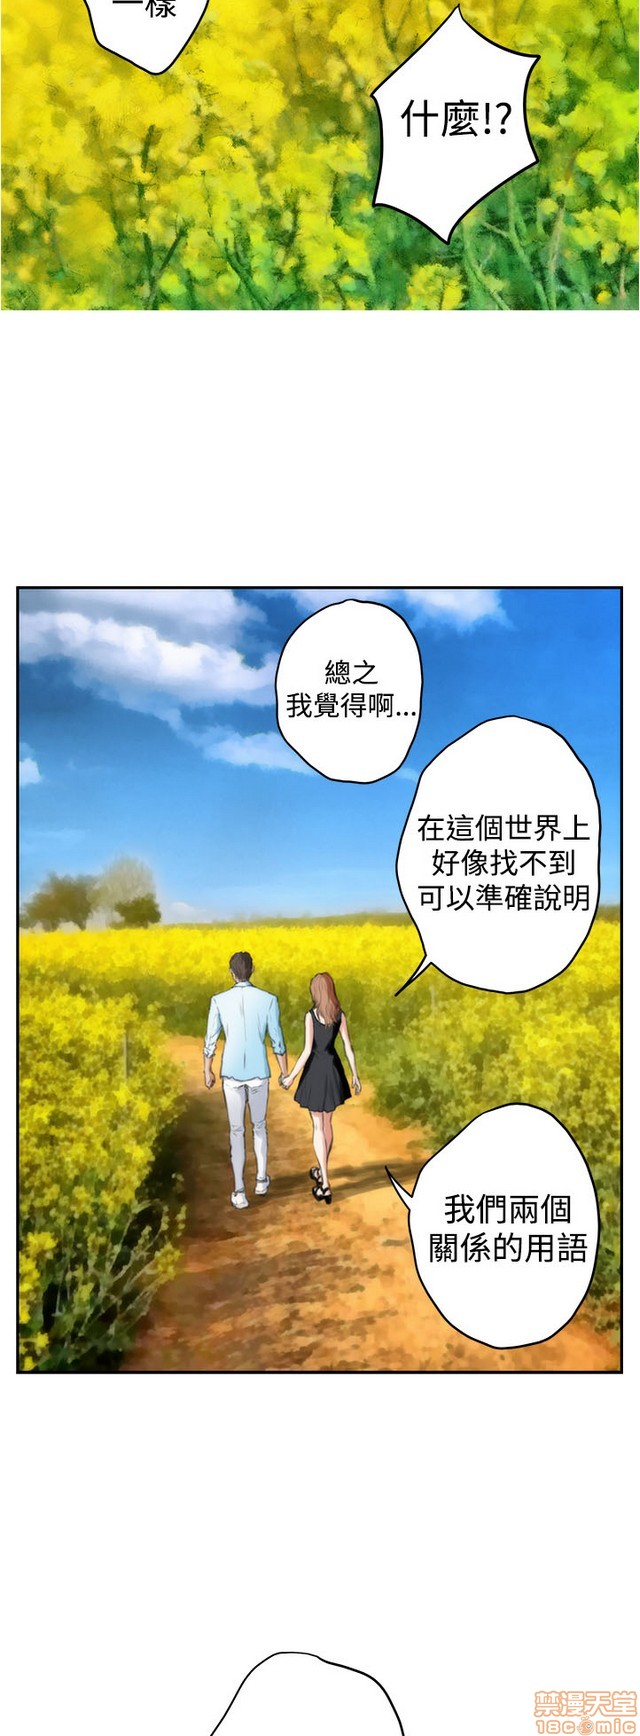 一樣
什麼!?
總之
我覺得啊...
在這個世界上
好像找不到
可以準確說明
我們兩個
關係的用語
禁漫天堂
18comic